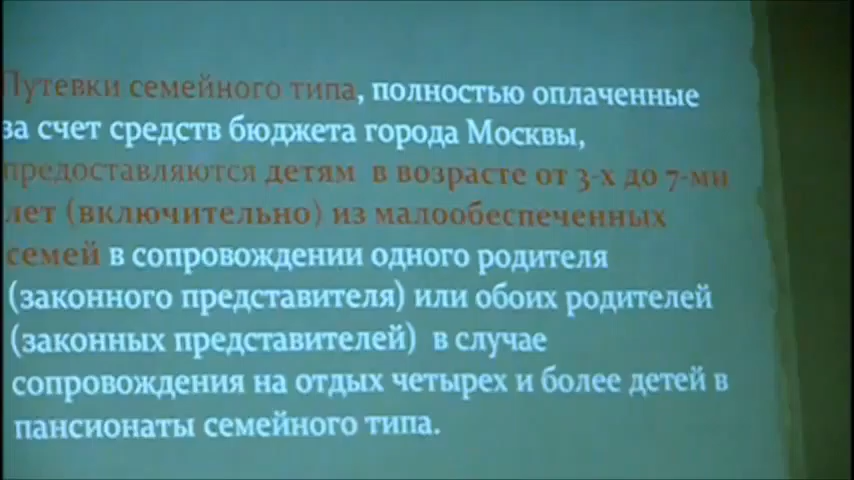 Путевки семейного типа, полностью оплаченные
за счет средств бюджета города Москвы,
предоставляются детям в возрасте от 3-х до 7-ми
лет (включительно) из малообеспеченных
семей в сопровождении одного родителя
(законного представителя) или обоих родителей
(законных представителей) в случае
сопровождения на отдых четырех и более детей в
пансионаты семейного типа.